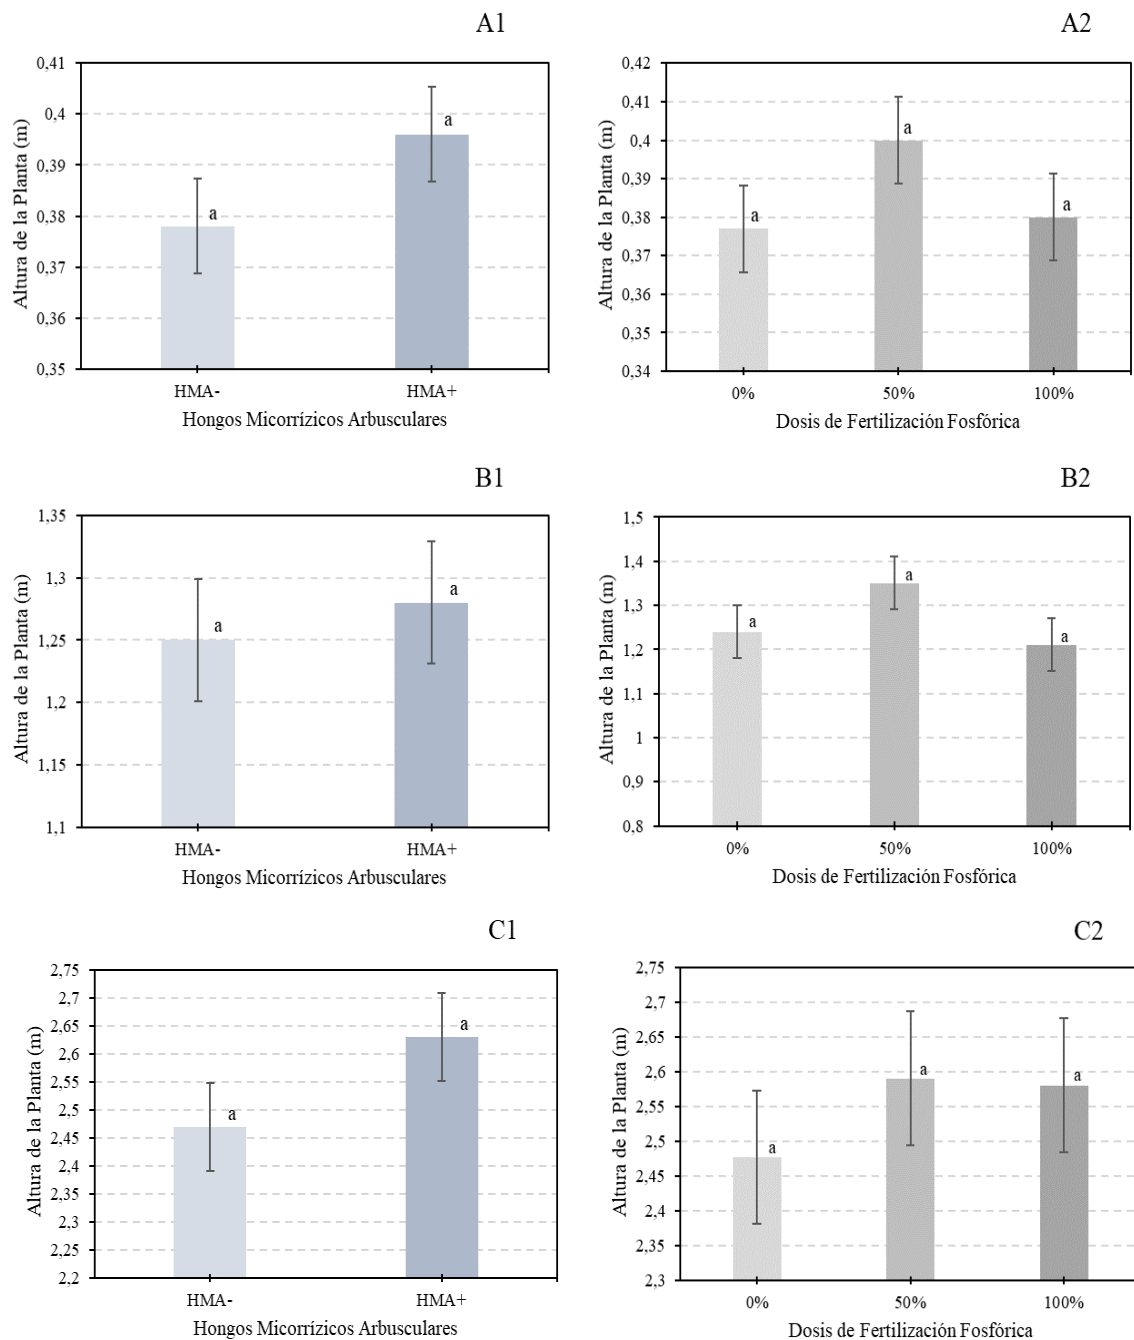 A1
Altura de la Planta (m)
0,41
0,4
0,39
0,38
0,37
0,36
0,35
a
a
HMA-
HMA+
Hongos Micorrízicos Arbusculares
A2
Altura de la Planta (m)
0,42
0,41
0,4
0,39
0,38
0,37
0,36
0,35
0,34
a
a
a
0%
50%
100%
Dosis de Fertilización Fosfórica
B1
Altura de la Planta (m)
1,35
1,3
1,25
1,2
1,15
1,1
a
a
HMA-
HMA+
Hongos Micorrízicos Arbusculares
B2
Altura de la Planta (m)
1,5
1,4
1,3
1,2
1,1
1
0,9
0,8
a
a
a
0%
50%
100%
Dosis de Fertilización Fosfórica
C1
Altura de la Planta (m)
2,75
2,7
2,65
2,6
2,55
2,5
2,45
2,4
2,35
2,3
2,25
2,2
a
a
HMA-
HMA+
Hongos Micorrízicos Arbusculares
C2
Altura de la Planta (m)
2,75
2,7
2,65
2,6
2,55
2,5
2,45
2,4
2,35
2,3
a
a
a
0%
50%
100%
Dosis de Fertilización Fosfórica